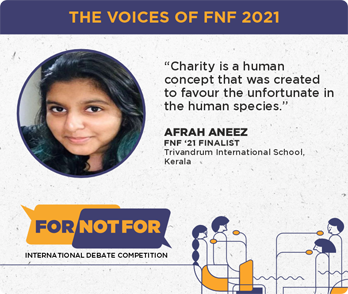 THE VOICES OF FNF 2021
“Charity is a human
concept that was created
to favour the unfortunate in
the human species.”
AFRAH ANEEZ
FNF ‘21 FINALIST
Trivandrum International School,
Kerala
FOR NOT FOR
INTERNATIONAL DEBATE COMPETITION